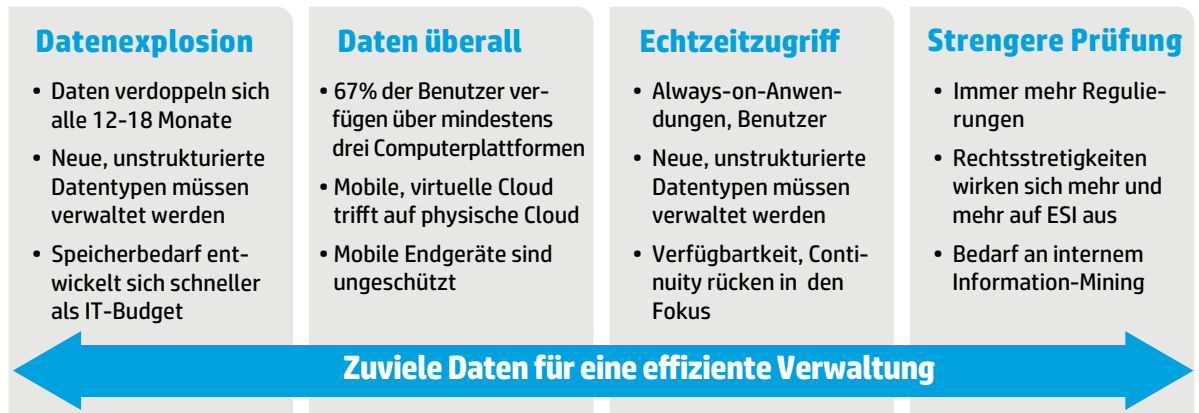 Datenexplosion
• Daten verdoppeln sich
alle 12-18 Monate
• Neue, unstrukturierte
Datentypen müssen
verwaltet werden
• Speicherbedarf ent-
wickelt sich schneller
als IT-Budget
Daten überall
• 67% der Benutzer ver-
fügen über mindestens
drei Computerplattformen
• Mobile, virtuelle Cloud
trifft auf physische Cloud
• Mobile Endgeräte sind
ungeschützt
Echtzeitzugriff
• Always-on-Anwen-
dungen, Benutzer
• Neue, unstrukturierte
Datentypen müssen
verwaltet werden
• Verfügbartkeit, Conti-
nuity rücken in den
Fokus
Strengere Prüfung
• Immer mehr Regulie-
rungen
• Rechtsstretigkeiten
wirken sich mehr und
mehr auf ESI aus
• Bedarf an internem
Information-Mining
Zuviele Daten für eine effiziente Verwaltung